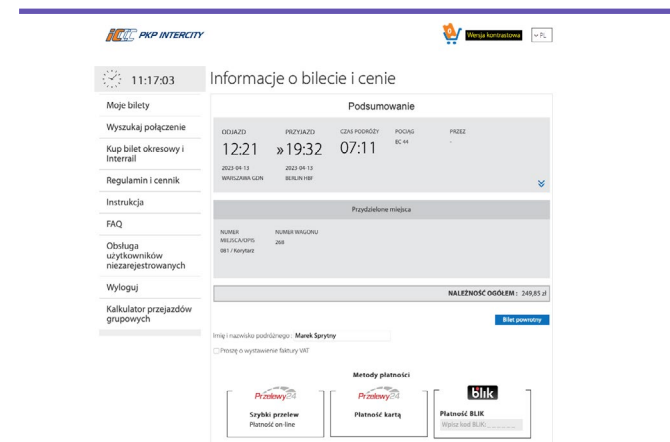 PKP INTERCITY
0
Wersja kontrastowa
PL
11:17:03
Informacje o bilecie i cenie
Moje bilety
Wyszukaj połączenie
Kup bilet okresowy i
Interrail
Regulamin i cennik
Instrukcja
FAQ
Obsługa
użytkowników
niezarejestrowanych
Wyloguj
Kalkulator przejazdów
grupowych
Podsumowanie
ODJAZD PRZYJAZD CZAS PODRÓŻY POCIĄG PRZEZ
12:21 »19:32 07:11 EC 44 -
2023-04-13 2023-04-13
WARSZAWA GDN BERLIN HBF
Przydzielone miejsca
NUMER NUMER WAGONU
MIEJSCA/OPIS 268
081 / Korytarz
NALEŻNOŚĆ OGÓŁEM : 249,85 zł
Bilet powrotny
Imię i nazwisko podróżnego : Marek Sprytny
Proszę o wystawienie faktury VAT
Metody płatności
Przelewy24 Przelewy24 blik
Szybki przelew Płatność kartą Płatność BLIK
Płatność on-line Wpisz kod BLIK: _ _ _ _ _ _